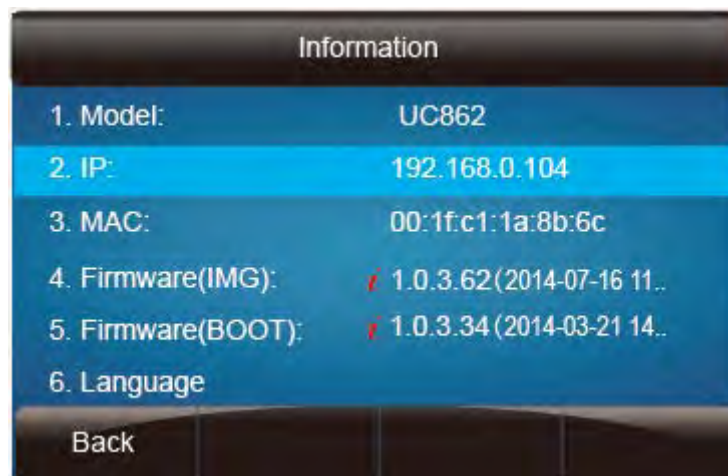 Information
1. Model: UC862
2. IP: 192.168.0.104
3. MAC: 00:1f:c1:1a:8b:6c
4. Firmware(IMG): i 1.0.3.62(2014-07-16 11..
5. Firmware(BOOT): i 1.0.3.34(2014-03-21 14..
6. Language
Back